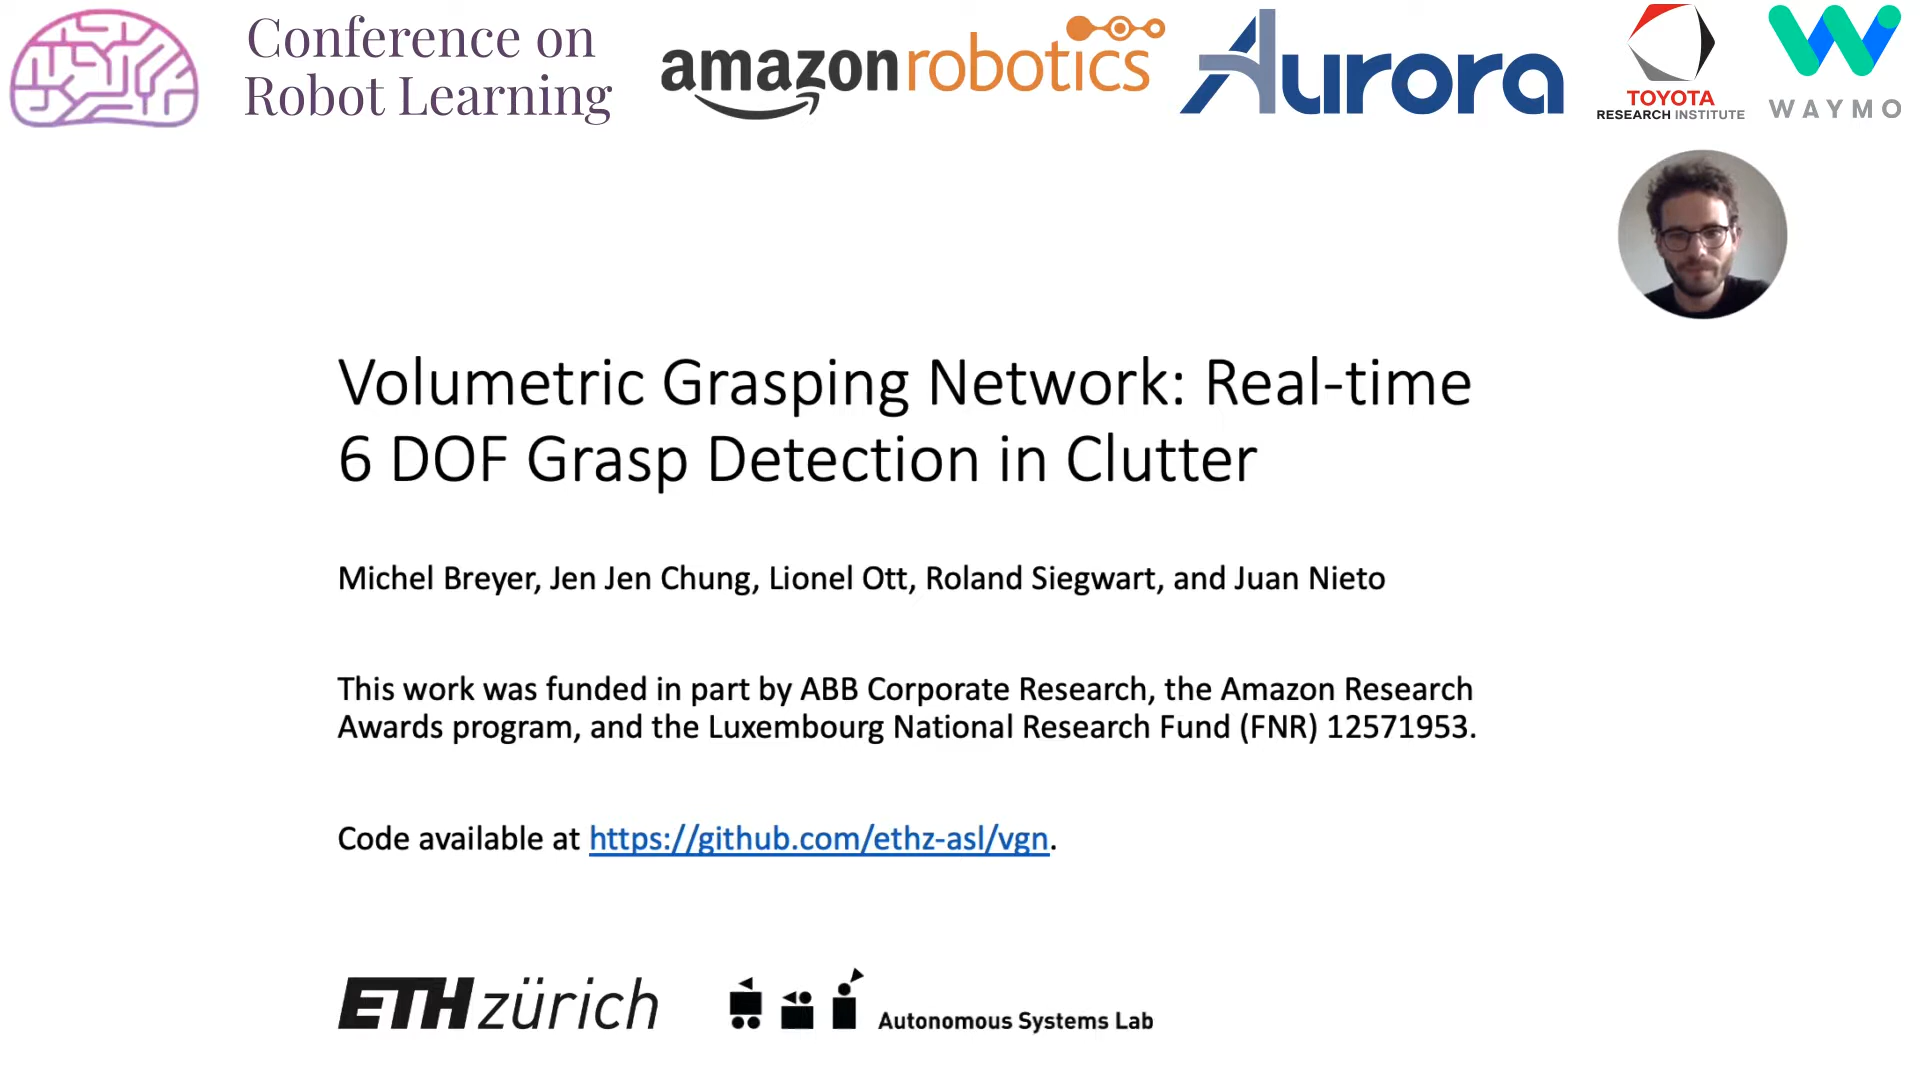 Conference on
Robot Learning
amazon robotics
Aurora
TOYOTA
RESEARCH INSTITUTE
WAYMO
Volumetric Grasping Network: Real-time
6 DOF Grasp Detection in Clutter
Michel Breyer, Jen Jen Chung, Lionel Ott, Roland Siegwart, and Juan Nieto
This work was funded in part by ABB Corporate Research, the Amazon Research
Awards program, and the Luxembourg National Research Fund (FNR) 12571953.
Code available at https://github.com/ethz-asl/vgn.
ETH zürich
Autonomous Systems Lab